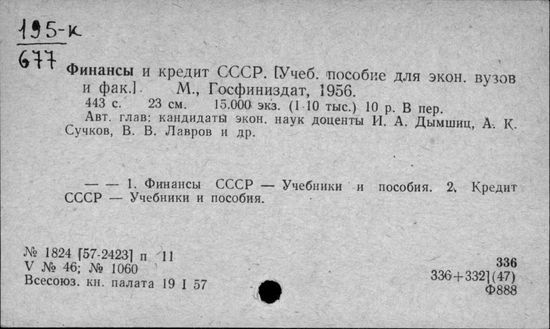 195-к
677
Финансы и кредит СССР. [Учеб. пособие для экон. вузов
и фак.]. М., Госфиниздат, 1956.
443 с. 23 см. 15.000 экз. (1-10 тыс.) 10 р. В пер.
Авт. глав: кандидаты экон. наук доценты И. А. Дымшиц, А. К.
Сучков, В. В. Лавров и др.
— — 1. Финансы СССР — Учебники и пособия. 2. Кредит
СССР — Учебники и пособия.
№ 1824 [57-2423] п 11
V № 46; № 1060
Всесоюз. кн. палата 19 I 57
336
336+332](47)
Ф888